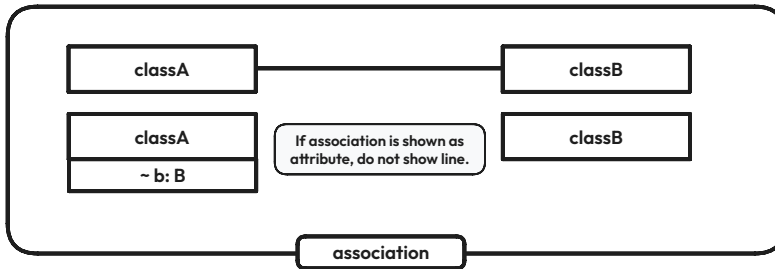 classA
classB
classA
If association is shown as
attribute, do not show line.
classB
~ b: B
association